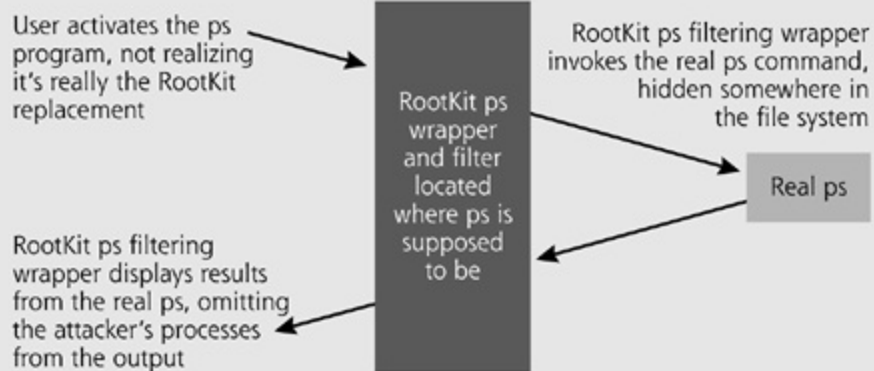 User activates the ps
program, not realizing
it's really the RootKit
replacement
RootKit ps
wrapper
and filter
located
where ps is
supposed
to be
RootKit ps filtering wrapper
invokes the real ps command,
hidden somewhere in
the file system
Real ps
RootKit ps filtering
wrapper displays results
from the real ps, omitting
the attacker's processes
from the output